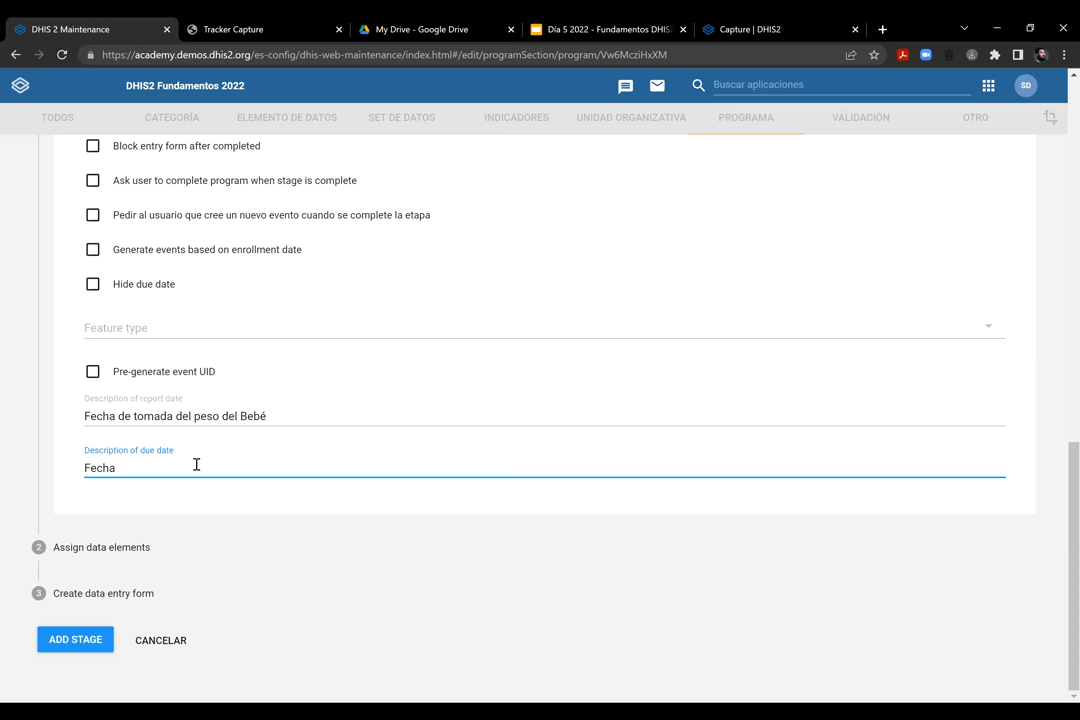 DHIS 2 Maintenance
Tracker Capture
My Drive - Google Drive
Día 5 2022 - Fundamentos DHIS
Capture | DHIS2
https://academy.demos.dhis2.org/es-config/dhis-web-maintenance/index.html#/edit/programSection/program/Vw6McziHxXM
DHIS2 Fundamentos 2022
Buscar aplicaciones
SD
TODOS
CATEGORÍA
ELEMENTO DE DATOS
SET DE DATOS
INDICADORES
UNIDAD ORGANIZATIVA
PROGRAMA
VALIDACIÓN
OTRO
Block entry form after completed
Ask user to complete program when stage is complete
Pedir al usuario que cree un nuevo evento cuando se complete la etapa
Generate events based on enrollment date
Hide due date
Feature type
Pre-generate event UID
Description of report date
Fecha de tomada del peso del Bebé
Description of due date
Fecha
2 Assign data elements
3 Create data entry form
ADD STAGE
CANCELAR